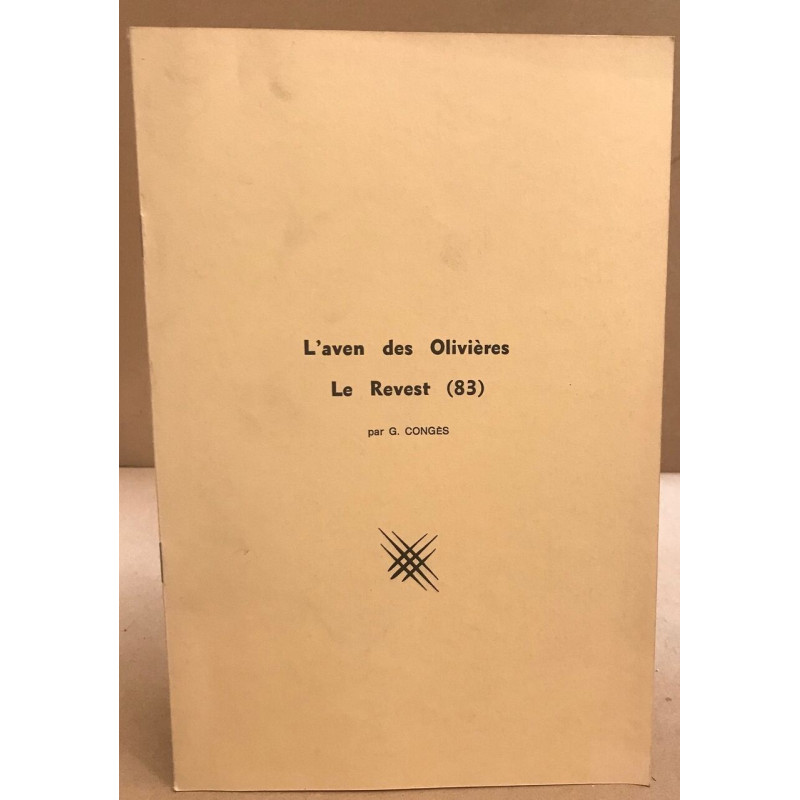 L'aven des Olivières
Le Revest (83)
par G. CONGÈS